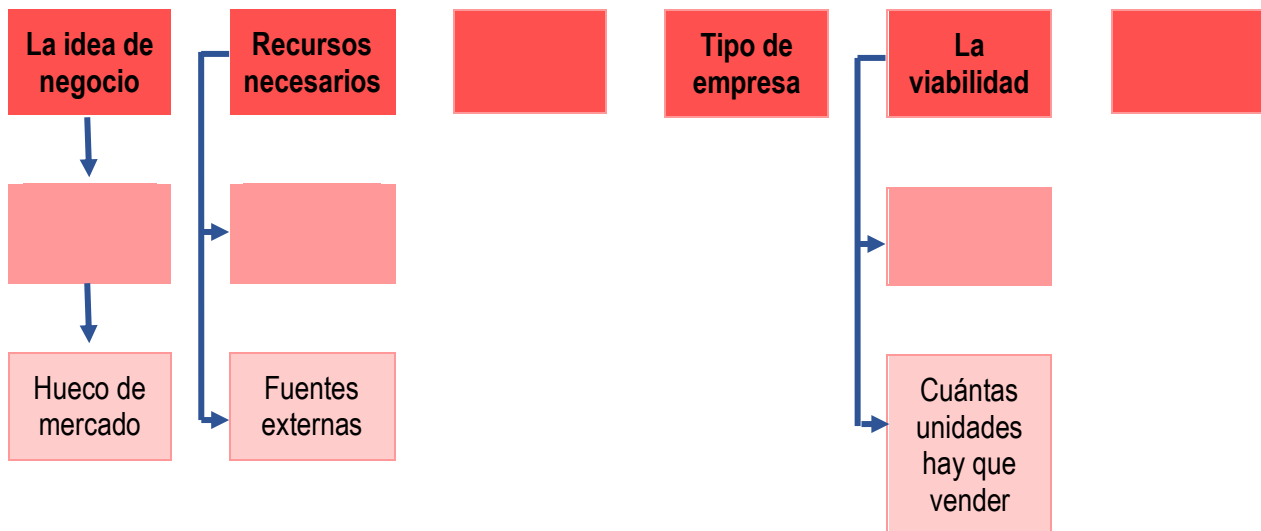 La idea de
negocio
Recursos
necesarios
Tipo de
empresa
La
viabilidad
Hueco de
mercado
Fuentes
externas
Cuántas
unidades
hay que
vender